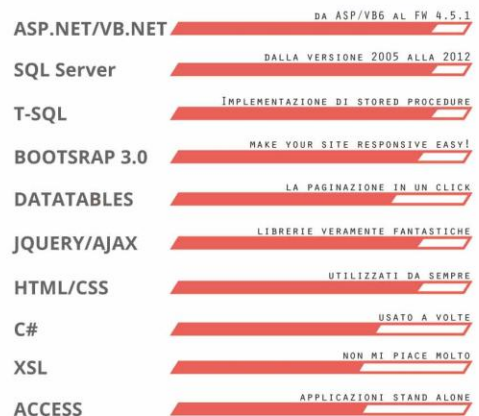 DA ASP/VB6 AL FW 4.5.1
ASP.NET/VB.NET
DALLA VERSIONE 2005 ALLA 2012
SQL Server
IMPLEMENTAZIONE DI STORED PROCEDURE
T-SQL
MAKE YOUR SITE RESPONSIVE EASY!
BOOTSRAP 3.0
LA PAGINAZIONE IN UN CLICK
DATATABLES
LIBRERIE VERAMENTE FANTASTICHE
JQUERY/AJAX
UTILIZZATI DA SEMPRE
HTML/CSS
USATO A VOLTE
C#
NON MI PIACE MOLTO
XSL
APPLICAZIONI STAND ALONE
ACCESS